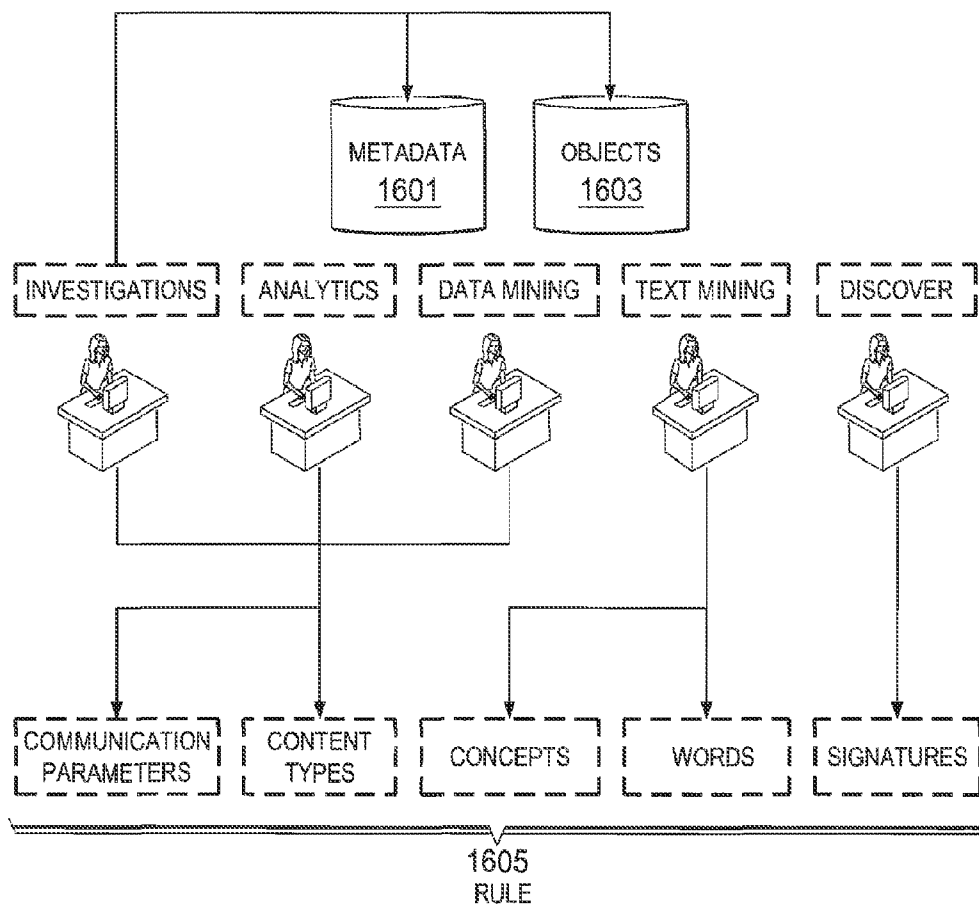 METADATA
1601
OBJECTS
1603
INVESTIGATIONS
ANALYTICS
DATA MINING
TEXT MINING
DISCOVER
COMMUNICATION
PARAMETERS
CONTENT
TYPES
CONCEPTS
WORDS
SIGNATURES
1605
RULE